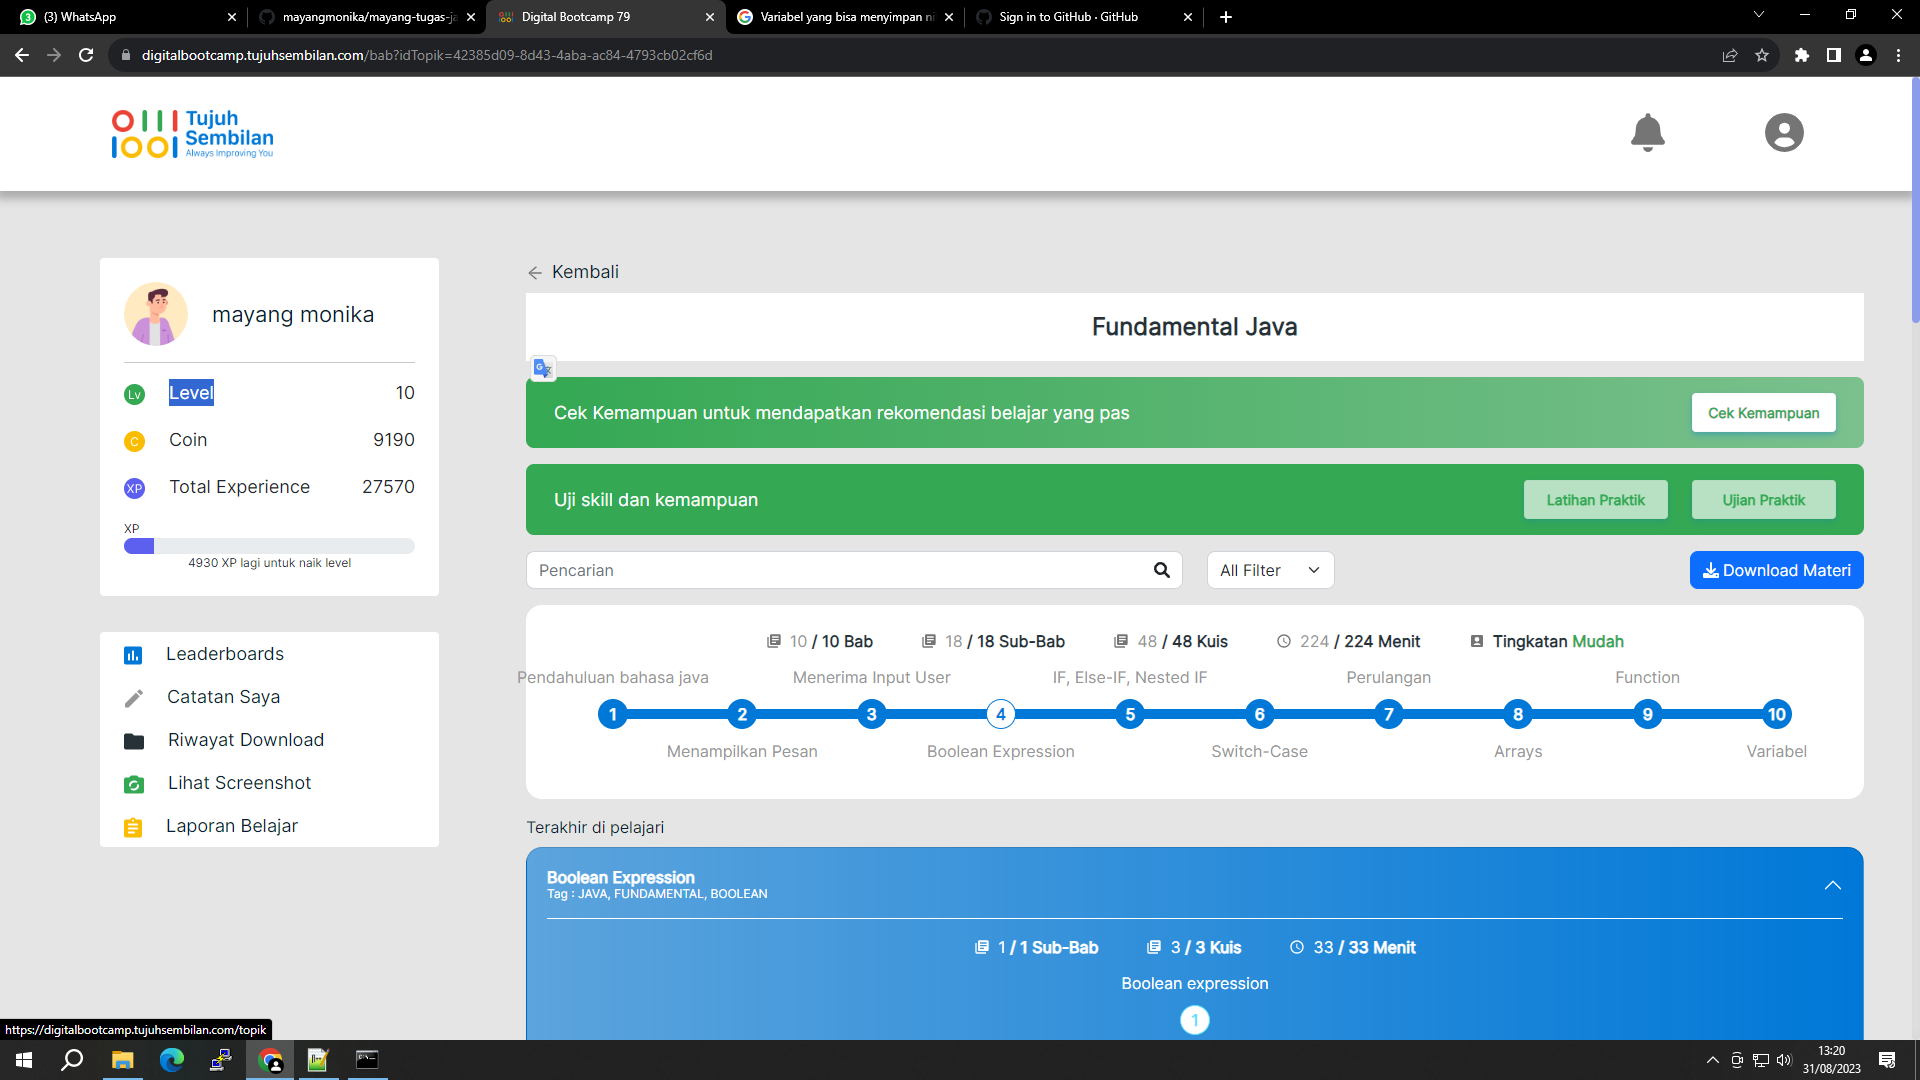 (3) WhatsApp
mayangmonika/mayang-tugas-ja
Digital Bootcamp 79
Variabel yang bisa menyimpan ni
Sign in to GitHub · GitHub
digitalbootcamp.tujuhsembilan.com/bab?idTopik=42385d09-8d43-4aba-ac84-4793cb02cf6d
Tujuh
Sembilan
Always Improving You
mayang monika
Lv Level 10
C Coin 9190
XP Total Experience 27570
XP
4930 XP lagi untuk naik level
Leaderboards
Catatan Saya
Riwayat Download
Lihat Screenshot
Laporan Belajar
Kembali
Fundamental Java
Cek Kemampuan untuk mendapatkan rekomendasi belajar yang pas
Cek Kemampuan
Uji skill dan kemampuan
Latihan Praktik
Ujian Praktik
Pencarian
All Filter
Download Materi
10 / 10 Bab
18 / 18 Sub-Bab
48 / 48 Kuis
224 / 224 Menit
Tingkatan Mudah
Pendahuluan bahasa java
Menerima Input User
IF, Else-IF, Nested IF
Perulangan
Function
1 2 3 4 5 6 7 8 9 10
Menampilkan Pesan
Boolean Expression
Switch-Case
Arrays
Variabel
Terakhir di pelajari
Boolean Expression
Tag : JAVA, FUNDAMENTAL, BOOLEAN
1 / 1 Sub-Bab
3 / 3 Kuis
33 / 33 Menit
Boolean expression
1
https://digitalbootcamp.tujuhsembilan.com/topik
13:20
31/08/2023